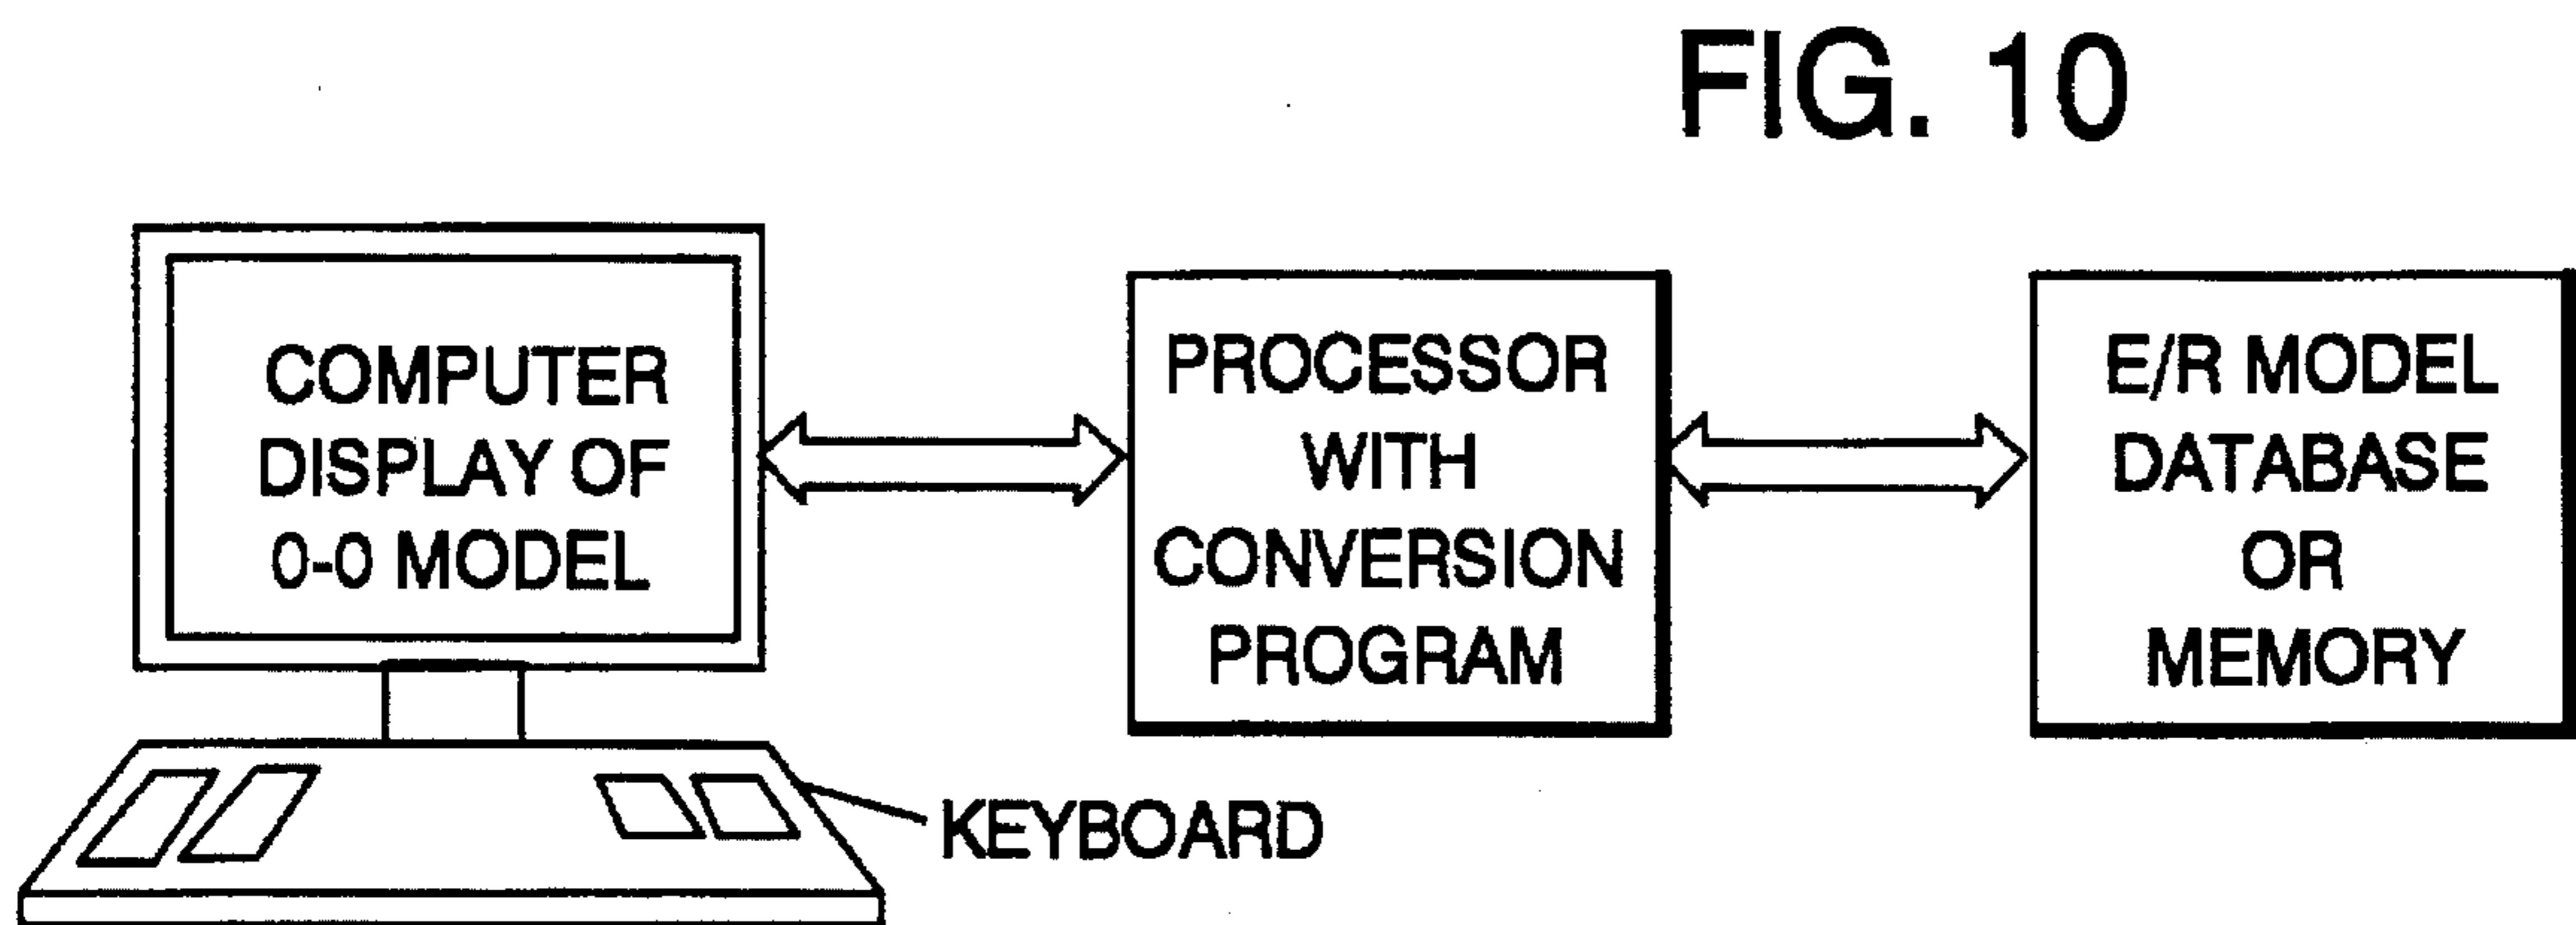 FIG. 10
COMPUTER
DISPLAY OF
0-0 MODEL
PROCESSOR
WITH
CONVERSION
PROGRAM
E/R MODEL
DATABASE
OR
MEMORY
KEYBOARD